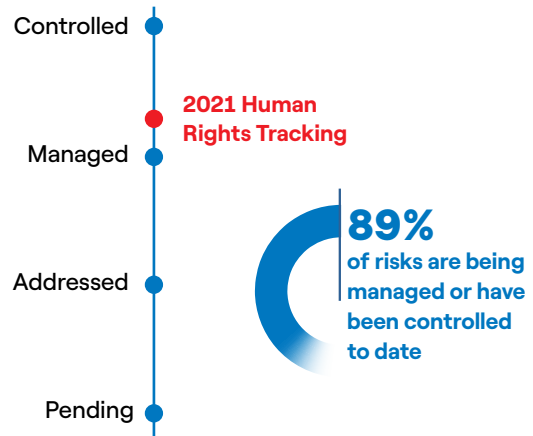 Controlled
2021 Human
Rights Tracking
Managed
89%
of risks are being
managed or have
been controlled
to date
Addressed
Pending